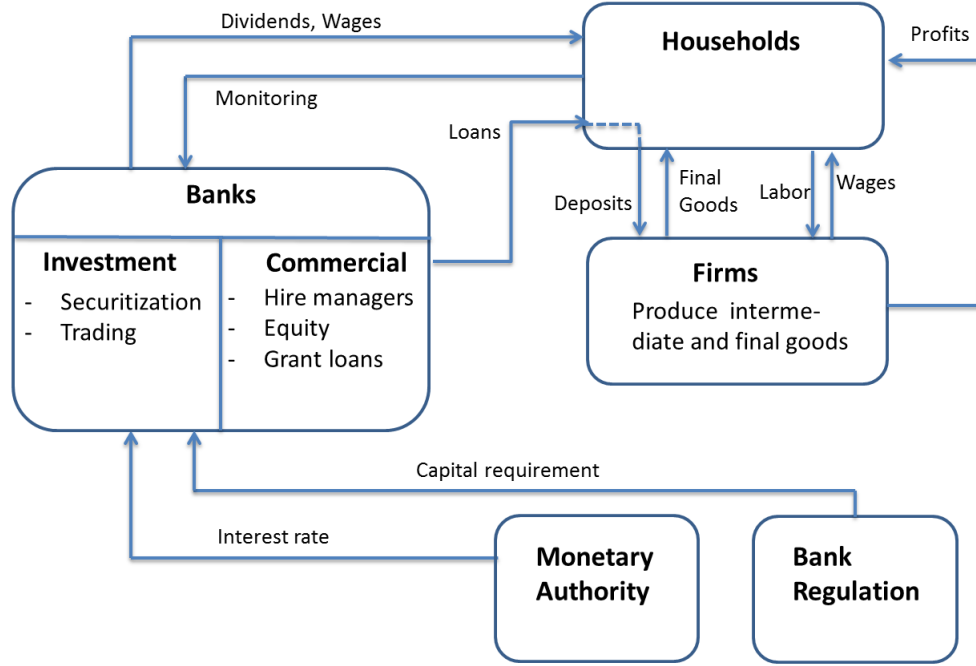 Dividends, Wages
Households
Profits
Monitoring
Loans
Deposits
Final
Goods
Labor
Wages
Banks
Investment
- Securitization
- Trading
Commercial
- Hire managers
- Equity
- Grant loans
Firms
Produce interme-
diate and final goods
Capital requirement
Interest rate
Monetary
Authority
Bank
Regulation